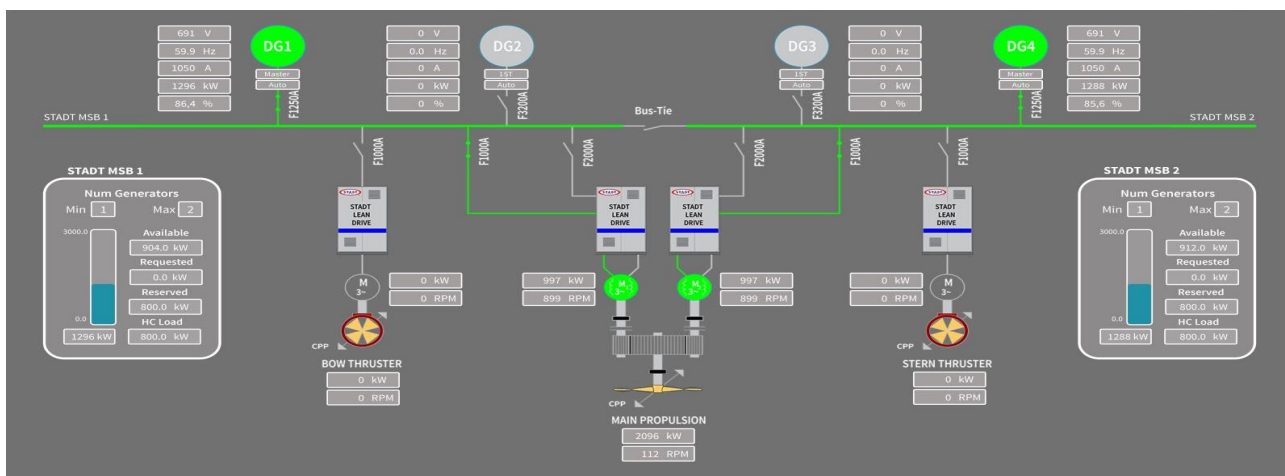 691 V
59.9 Hz
1050 A
1296 kW
86,4 %
DG1
Master
Auto
F1250A
0 V
0.0 Hz
0 A
0 kW
0 %
DG2
1ST
Auto
F3200A
Bus-Tie
DG3
1ST
Auto
F3200A
0 V
0.0 Hz
0 A
0 kW
0 %
DG4
Master
Auto
F1250A
691 V
59.9 Hz
1050 A
1288 kW
85,6 %
STADT MSB 1
STADT MSB 2
F1000A
F1000A
F2000A
F2000A
F1000A
F1000A
STADT MSB 1
Num Generators
Min 1 Max 2
3000.0
Available
904.0 kW
Requested
0.0 kW
Reserved
800.0 kW
0.0
HC Load
1296 kW
800.0 kW
STADT
STADT
LEAN
DRIVE
M
3~
0 kW
0 RPM
CPP
BOW THRUSTER
0 kW
0 RPM
STADT
STADT
LEAN
DRIVE
STADT
STADT
LEAN
DRIVE
997 kW
899 RPM
M
3~
M
3~
997 kW
899 RPM
CPP
MAIN PROPULSION
2096 kW
112 RPM
STADT
STADT
LEAN
DRIVE
0 kW
0 RPM
M
3~
CPP
STERN THRUSTER
0 kW
0 RPM
STADT MSB 2
Num Generators
Min 1 Max 2
3000.0
Available
912.0 kW
Requested
0.0 kW
Reserved
800.0 kW
0.0
HC Load
1288 kW
800.0 kW